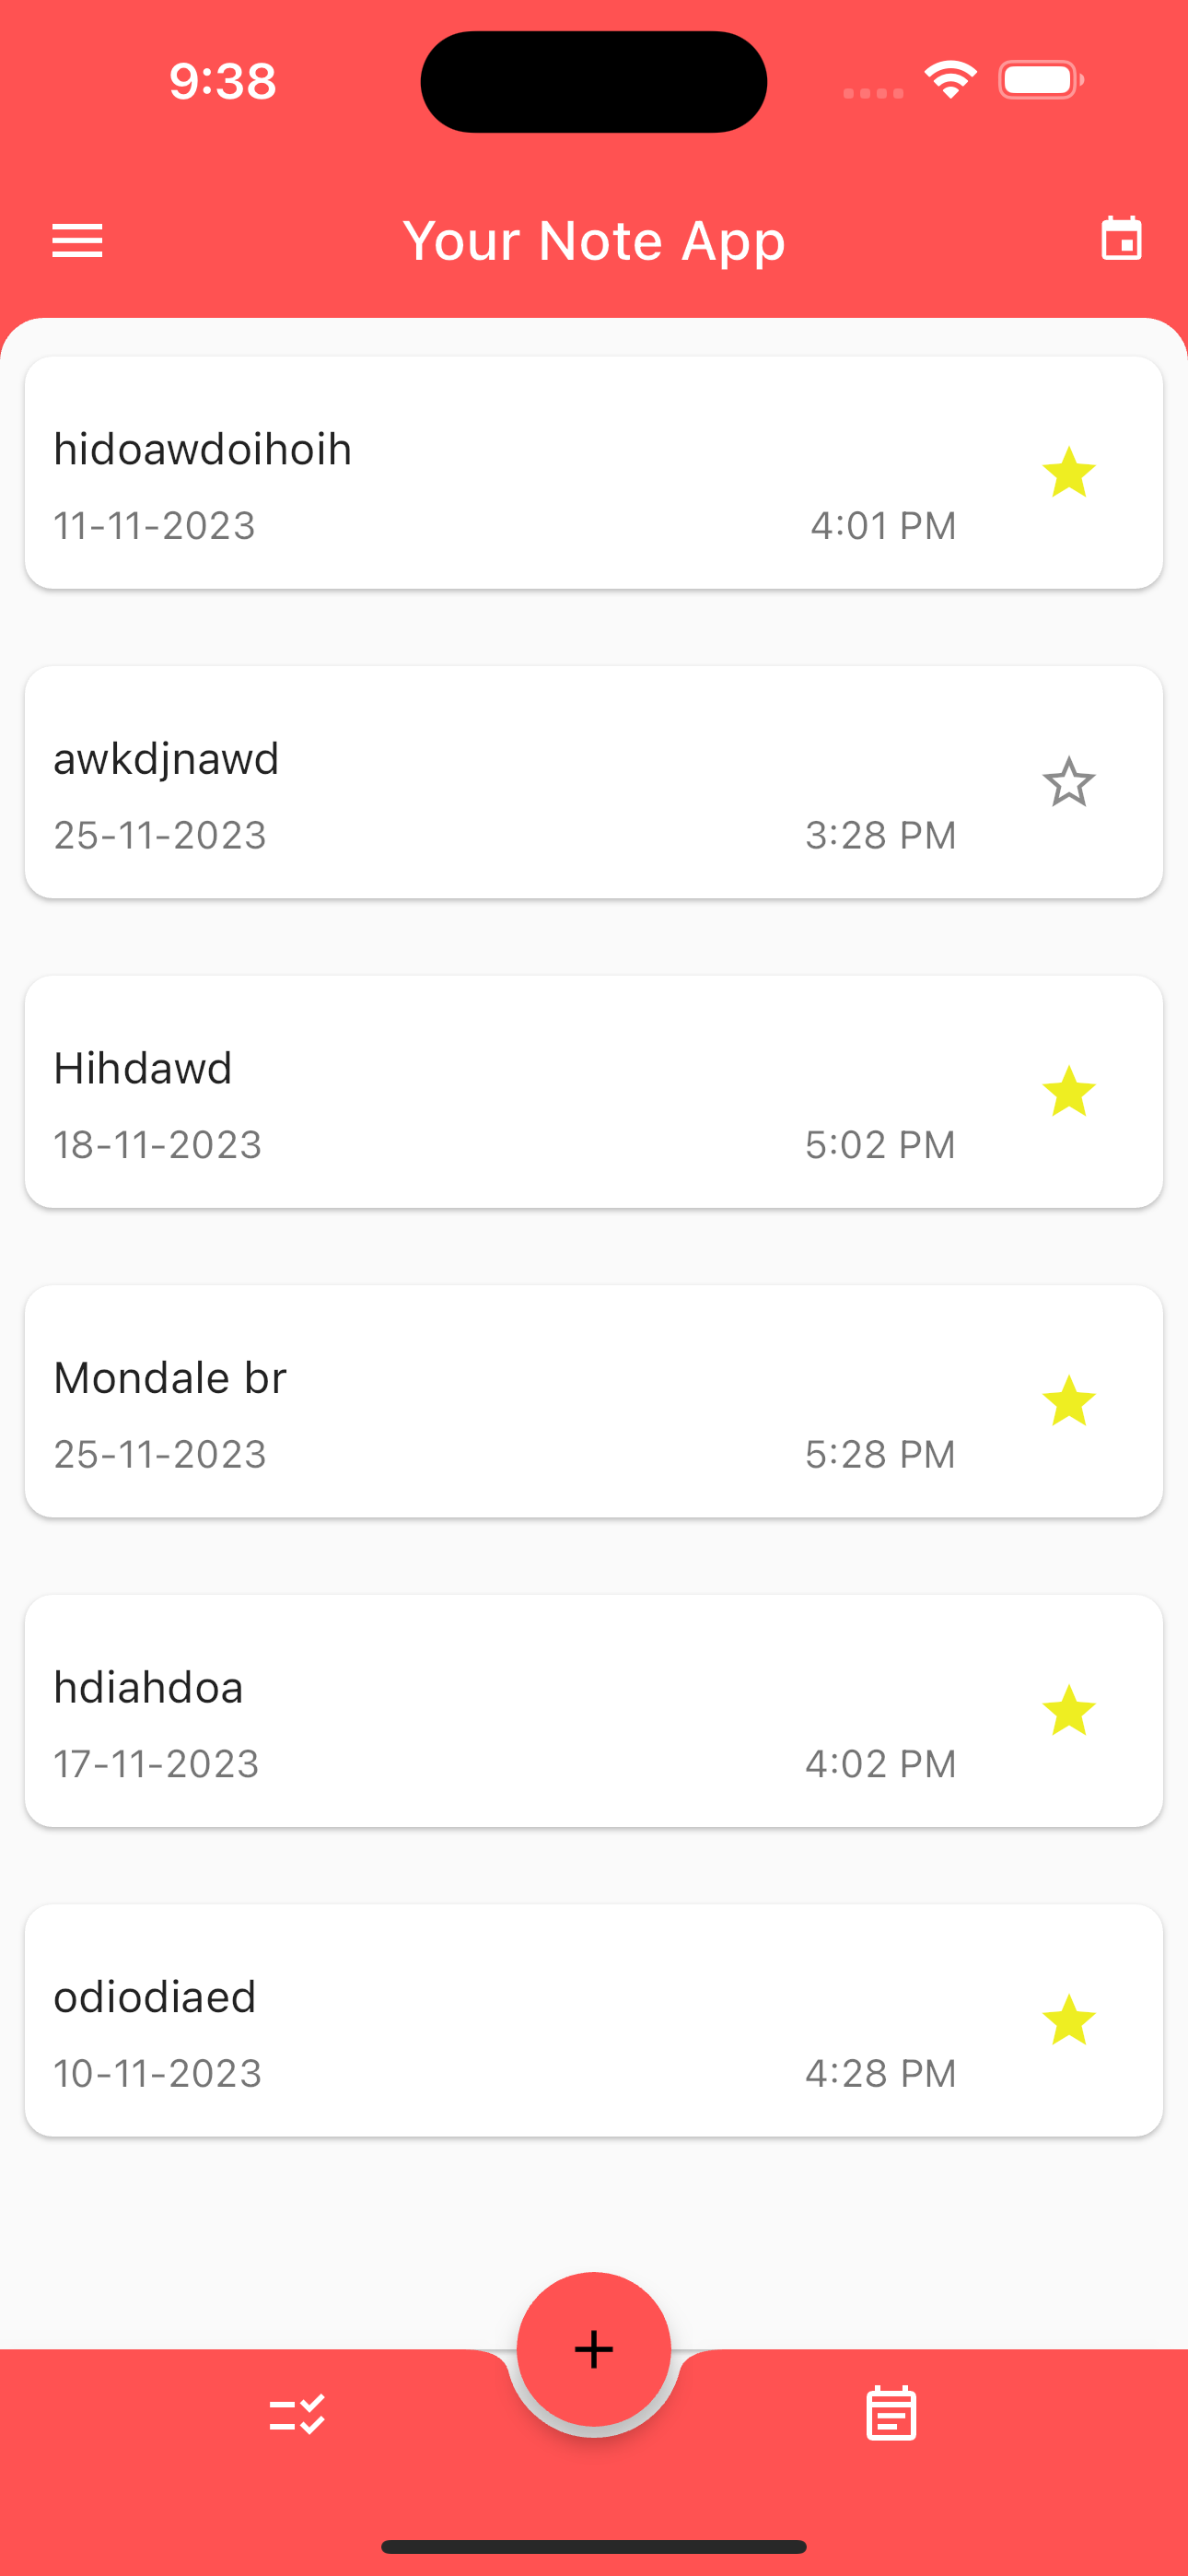 9:38
Your Note App
hidoawdoihoih
11-11-2023 4:01 PM
awkdjnawd
25-11-2023 3:28 PM
Hihdawd
18-11-2023 5:02 PM
Mondale br
25-11-2023 5:28 PM
hdiahdoa
17-11-2023 4:02 PM
odiodiaed
10-11-2023 4:28 PM
+